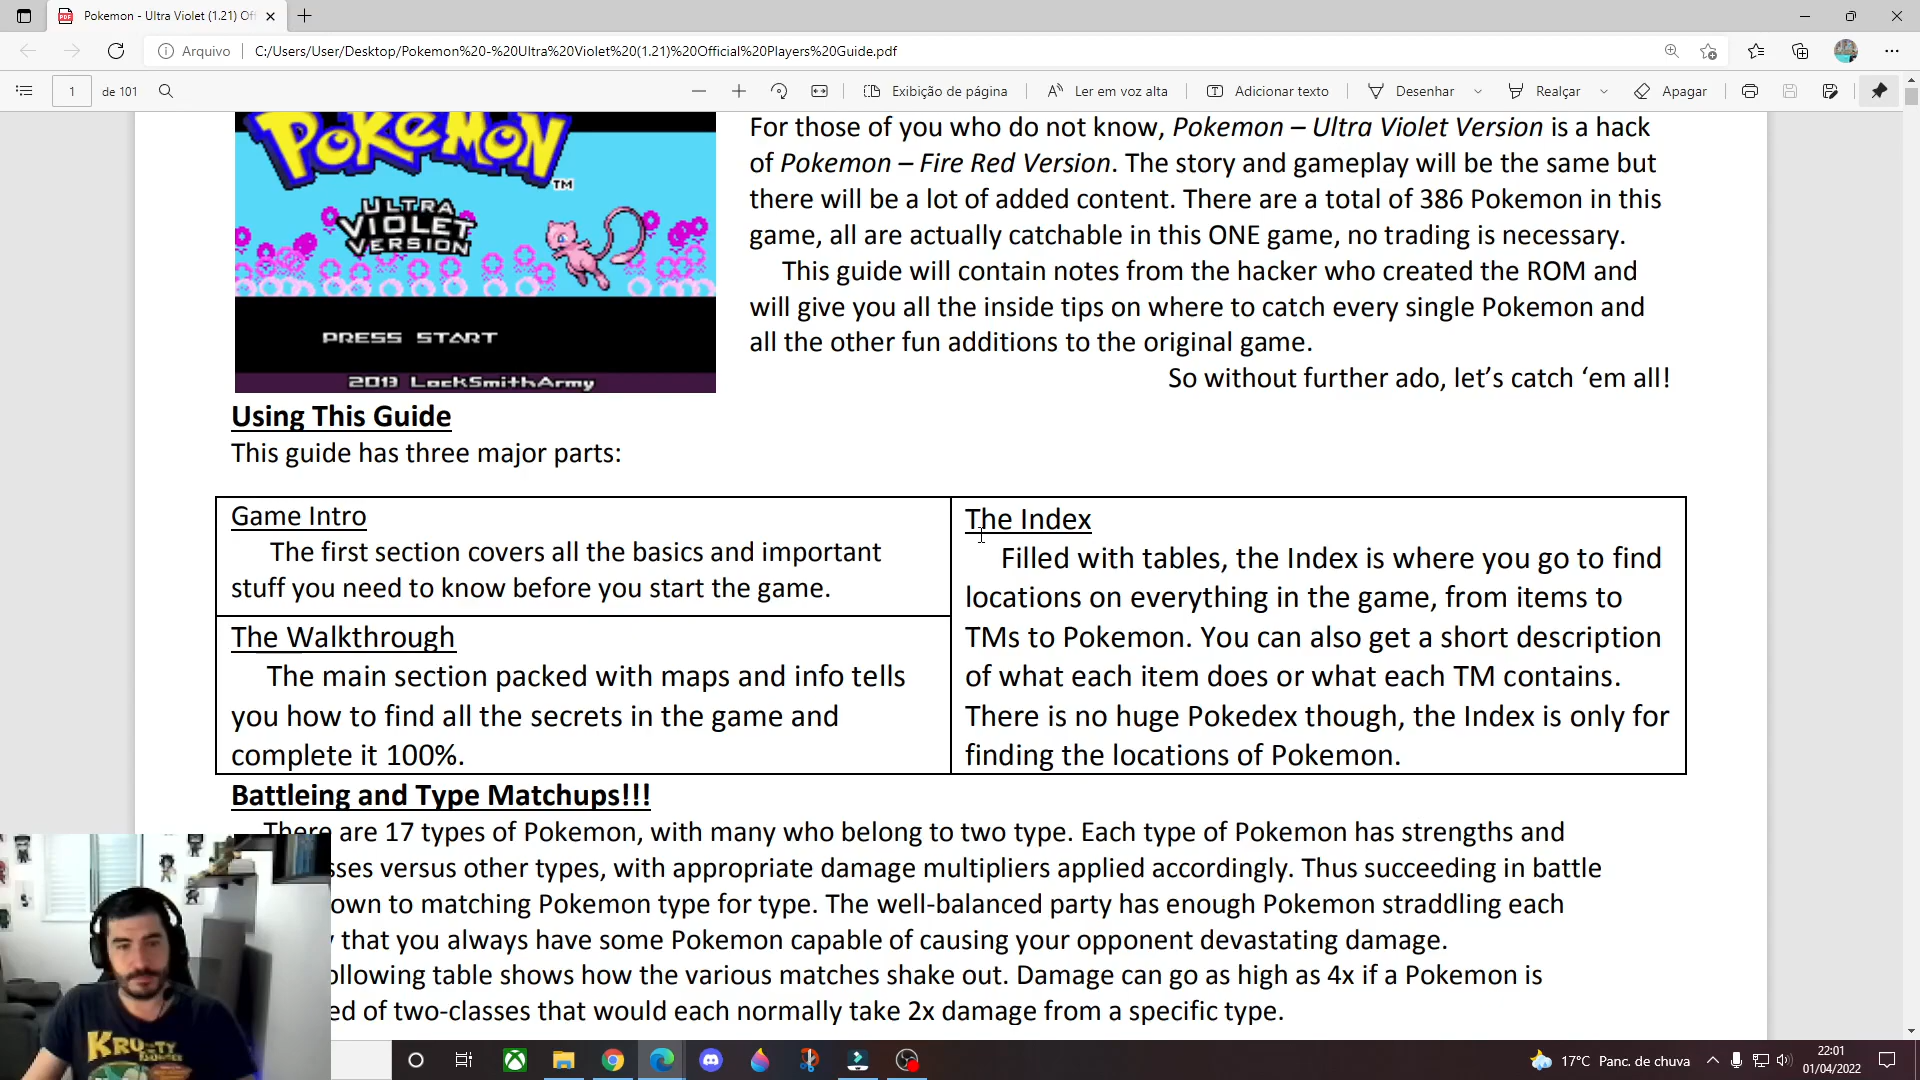 Pokemon - Ultra Violet (1.21) Of
Arquivo
C:/Users/User/Desktop/Pokemon%20-%20Ultra%20Violet%20(1.21)%20Official%20Players%20Guide.pdf
1 de 101
Exibição de página
Ler em voz alta
Adicionar texto
Desenhar
Realçar
Apagar
POKéMON
TM
ULTRA
VIOLET
VERSION
PRESS START
2013 LockSmithArmy
For those of you who do not know, Pokemon – Ultra Violet Version is a hack
of Pokemon – Fire Red Version. The story and gameplay will be the same but
there will be a lot of added content. There are a total of 386 Pokemon in this
game, all are actually catchable in this ONE game, no trading is necessary.
This guide will contain notes from the hacker who created the ROM and
will give you all the inside tips on where to catch every single Pokemon and
all the other fun additions to the original game.
So without further ado, let’s catch ‘em all!
Using This Guide
This guide has three major parts:
Game Intro
The first section covers all the basics and important
stuff you need to know before you start the game.
The Walkthrough
The main section packed with maps and info tells
you how to find all the secrets in the game and
complete it 100%.
The Index
Filled with tables, the Index is where you go to find
locations on everything in the game, from items to
TMs to Pokemon. You can also get a short description
of what each item does or what each TM contains.
There is no huge Pokedex though, the Index is only for
finding the locations of Pokemon.
Battleing and Type Matchups!!!
There are 17 types of Pokemon, with many who belong to two type. Each type of Pokemon has strengths and
sses versus other types, with appropriate damage multipliers applied accordingly. Thus succeeding in battle
own to matching Pokemon type for type. The well-balanced party has enough Pokemon straddling each
that you always have some Pokemon capable of causing your opponent devastating damage.
ollowing table shows how the various matches shake out. Damage can go as high as 4x if a Pokemon is
ed of two-classes that would each normally take 2x damage from a specific type.
KRUSTY
17°C Panc. de chuva
22:01
01/04/2022